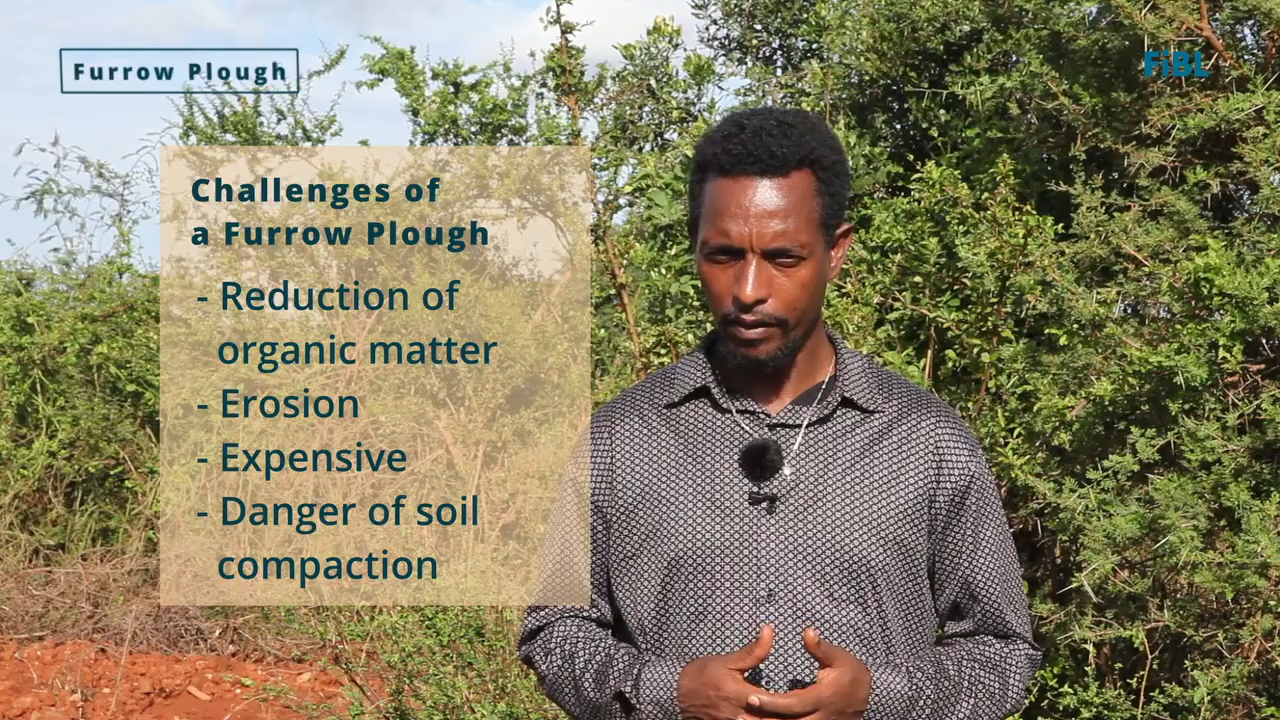 Furrow Plough
FiBL
Challenges of
a Furrow Plough
- Reduction of
organic matter
- Erosion
- Expensive
- Danger of soil
compaction